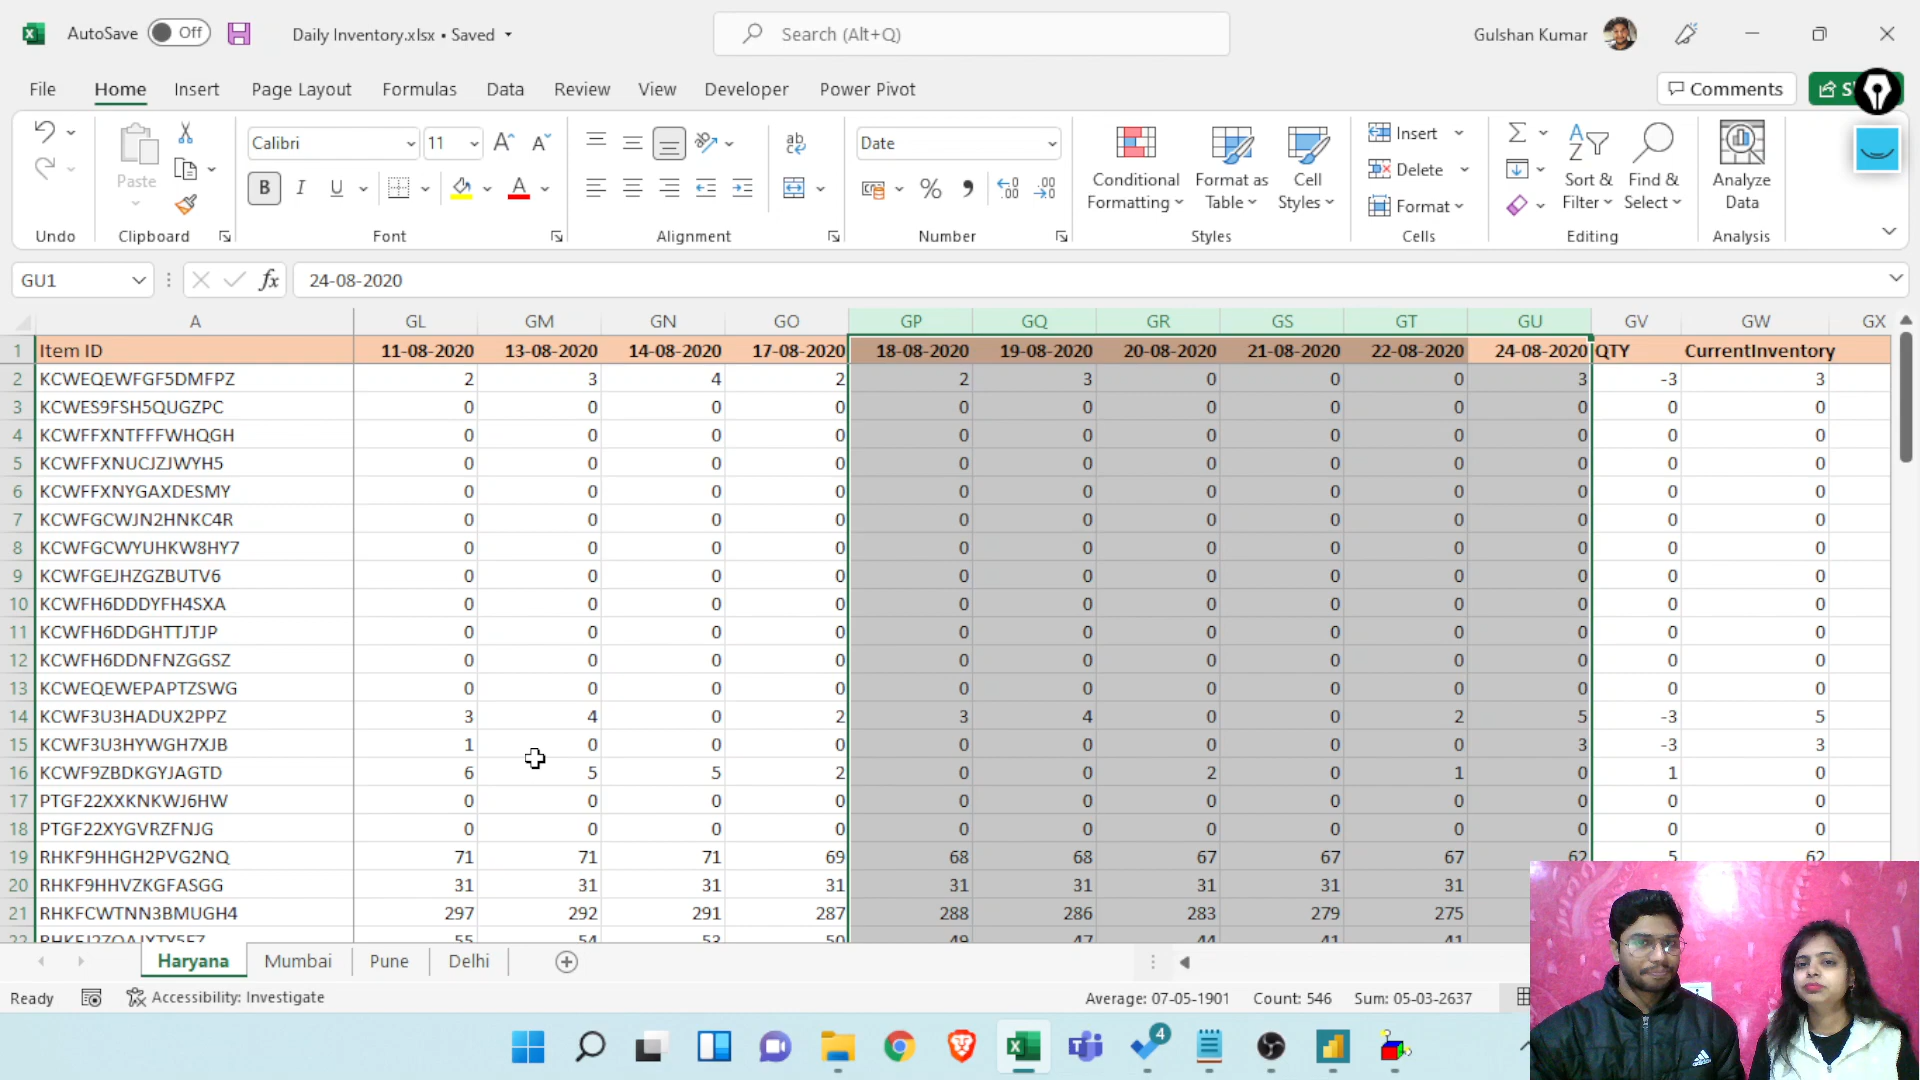 AutoSave Off Daily Inventory.xlsx • Saved Search (Alt+Q) Gulshan Kumar
File Home Insert Page Layout Formulas Data Review View Developer Power Pivot Comments
Calibri 11 Date Insert
Paste Conditional Formatting Format as Table Cell Styles Delete Sort & Filter Find & Select Analyze Data
Format
Undo Clipboard Font Alignment Number Styles Cells Editing Analysis
GU1 fx 24-08-2020
A GL GM GN GO GP GQ GR GS GT GU GV GW GX
1 Item ID 11-08-2020 13-08-2020 14-08-2020 17-08-2020 18-08-2020 19-08-2020 20-08-2020 21-08-2020 22-08-2020 24-08-2020 QTY CurrentInventory
2 KCWEQEWFGF5DMFPZ 2 3 4 2 2 3 0 0 0 3 -3 3
3 KCWES9FSH5QUGZPC 0 0 0 0 0 0 0 0 0 0 0 0
4 KCWFFXNTFFFWHQGH 0 0 0 0 0 0 0 0 0 0 0 0
5 KCWFFXNUCJZJWYH5 0 0 0 0 0 0 0 0 0 0 0 0
6 KCWFFXNYGAXDESMY 0 0 0 0 0 0 0 0 0 0 0 0
7 KCWFGCWJN2HNKC4R 0 0 0 0 0 0 0 0 0 0 0 0
8 KCWFGCWYUHKW8HY7 0 0 0 0 0 0 0 0 0 0 0 0
9 KCWFGEJHZGZBUTV6 0 0 0 0 0 0 0 0 0 0 0 0
10 KCWFH6DDDYFH4SXA 0 0 0 0 0 0 0 0 0 0 0 0
11 KCWFH6DDGHTTJTJP 0 0 0 0 0 0 0 0 0 0 0 0
12 KCWFH6DDNFNZGGSZ 0 0 0 0 0 0 0 0 0 0 0 0
13 KCWEQEWEPAPTZSWG 0 0 0 0 0 0 0 0 0 0 0 0
14 KCWF3U3HADUX2PPZ 3 4 0 2 3 4 0 0 2 5 -3 5
15 KCWF3U3HYWGH7XJB 1 0 0 0 0 0 0 0 0 3 -3 3
16 KCWF9ZBDKGYJAGTD 6 5 5 2 0 0 2 0 1 0 1 0
17 PTGF22XXKNKWJ6HW 0 0 0 0 0 0 0 0 0 0 0 0
18 PTGF22XYGVRZFNJG 0 0 0 0 0 0 0 0 0 0 0 0
19 RHKF9HHGH2PVG2NQ 71 71 71 69 68 68 67 67 67 62 5 62
20 RHKF9HHVZKGFASGG 31 31 31 31 31 31 31 31 31
21 RHKFCWTNN3BMUGH4 297 292 291 287 288 286 283 279 275
22 55 54 53 50 49 47 44 41 41
Haryana Mumbai Pune Delhi
Ready Accessibility: Investigate Average: 07-05-1901 Count: 546 Sum: 05-03-2637
4
adidas